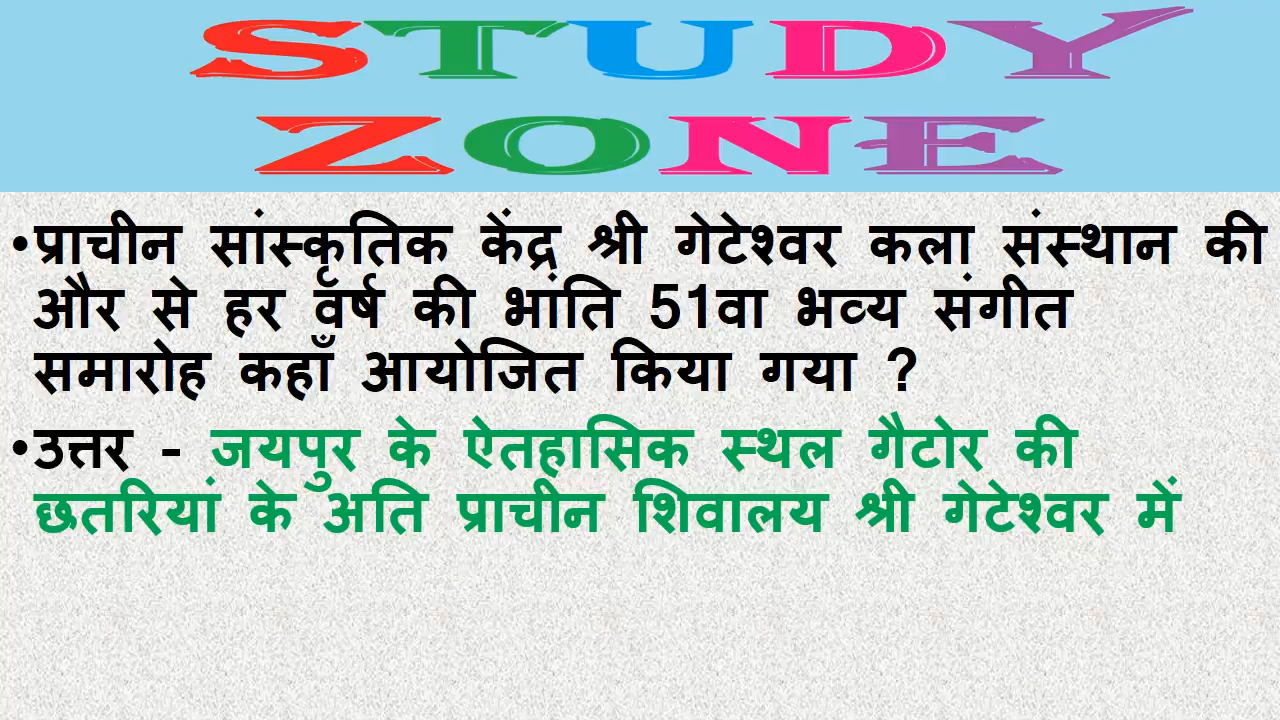 STUDY
ZONE
•प्राचीन सांस्कृतिक केंद्र श्री गेटेश्वर कला संस्थान की
और से हर वर्ष की भांति 51वा भव्य संगीत
समारोह कहाँ आयोजित किया गया ?
•उत्तर - जयपुर के ऐतहासिक स्थल गैटोर की
छतरियां के अति प्राचीन शिवालय श्री गेटेश्वर में